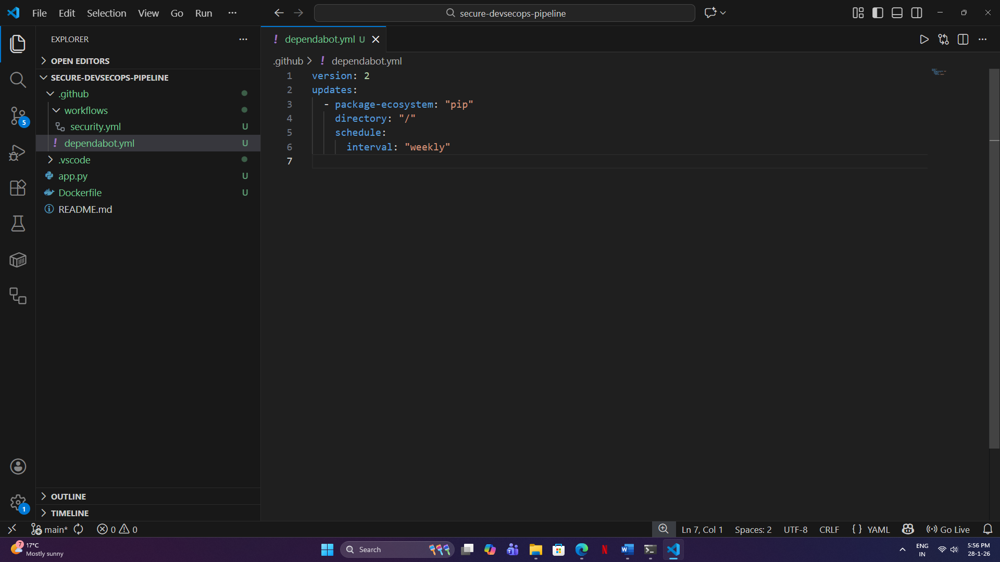 File Edit Selection View Go Run ···
secure-devsecops-pipeline
EXPLORER
OPEN EDITORS
SECURE-DEVSECOPS-PIPELINE
.github
workflows
security.yml U
! dependabot.yml U
.vscode
app.py U
Dockerfile U
README.md
OUTLINE
TIMELINE
5
1
! dependabot.yml U
.github > ! dependabot.yml
1 version: 2
2 updates:
3 - package-ecosystem: "pip"
4 directory: "/"
5 schedule:
6 interval: "weekly"
7
main* 0 0
Ln 7, Col 1 Spaces: 2 UTF-8 CRLF { } YAML Go Live
7
17°C
Mostly sunny
Search
ENG
IN
5:56 PM
28-1-26